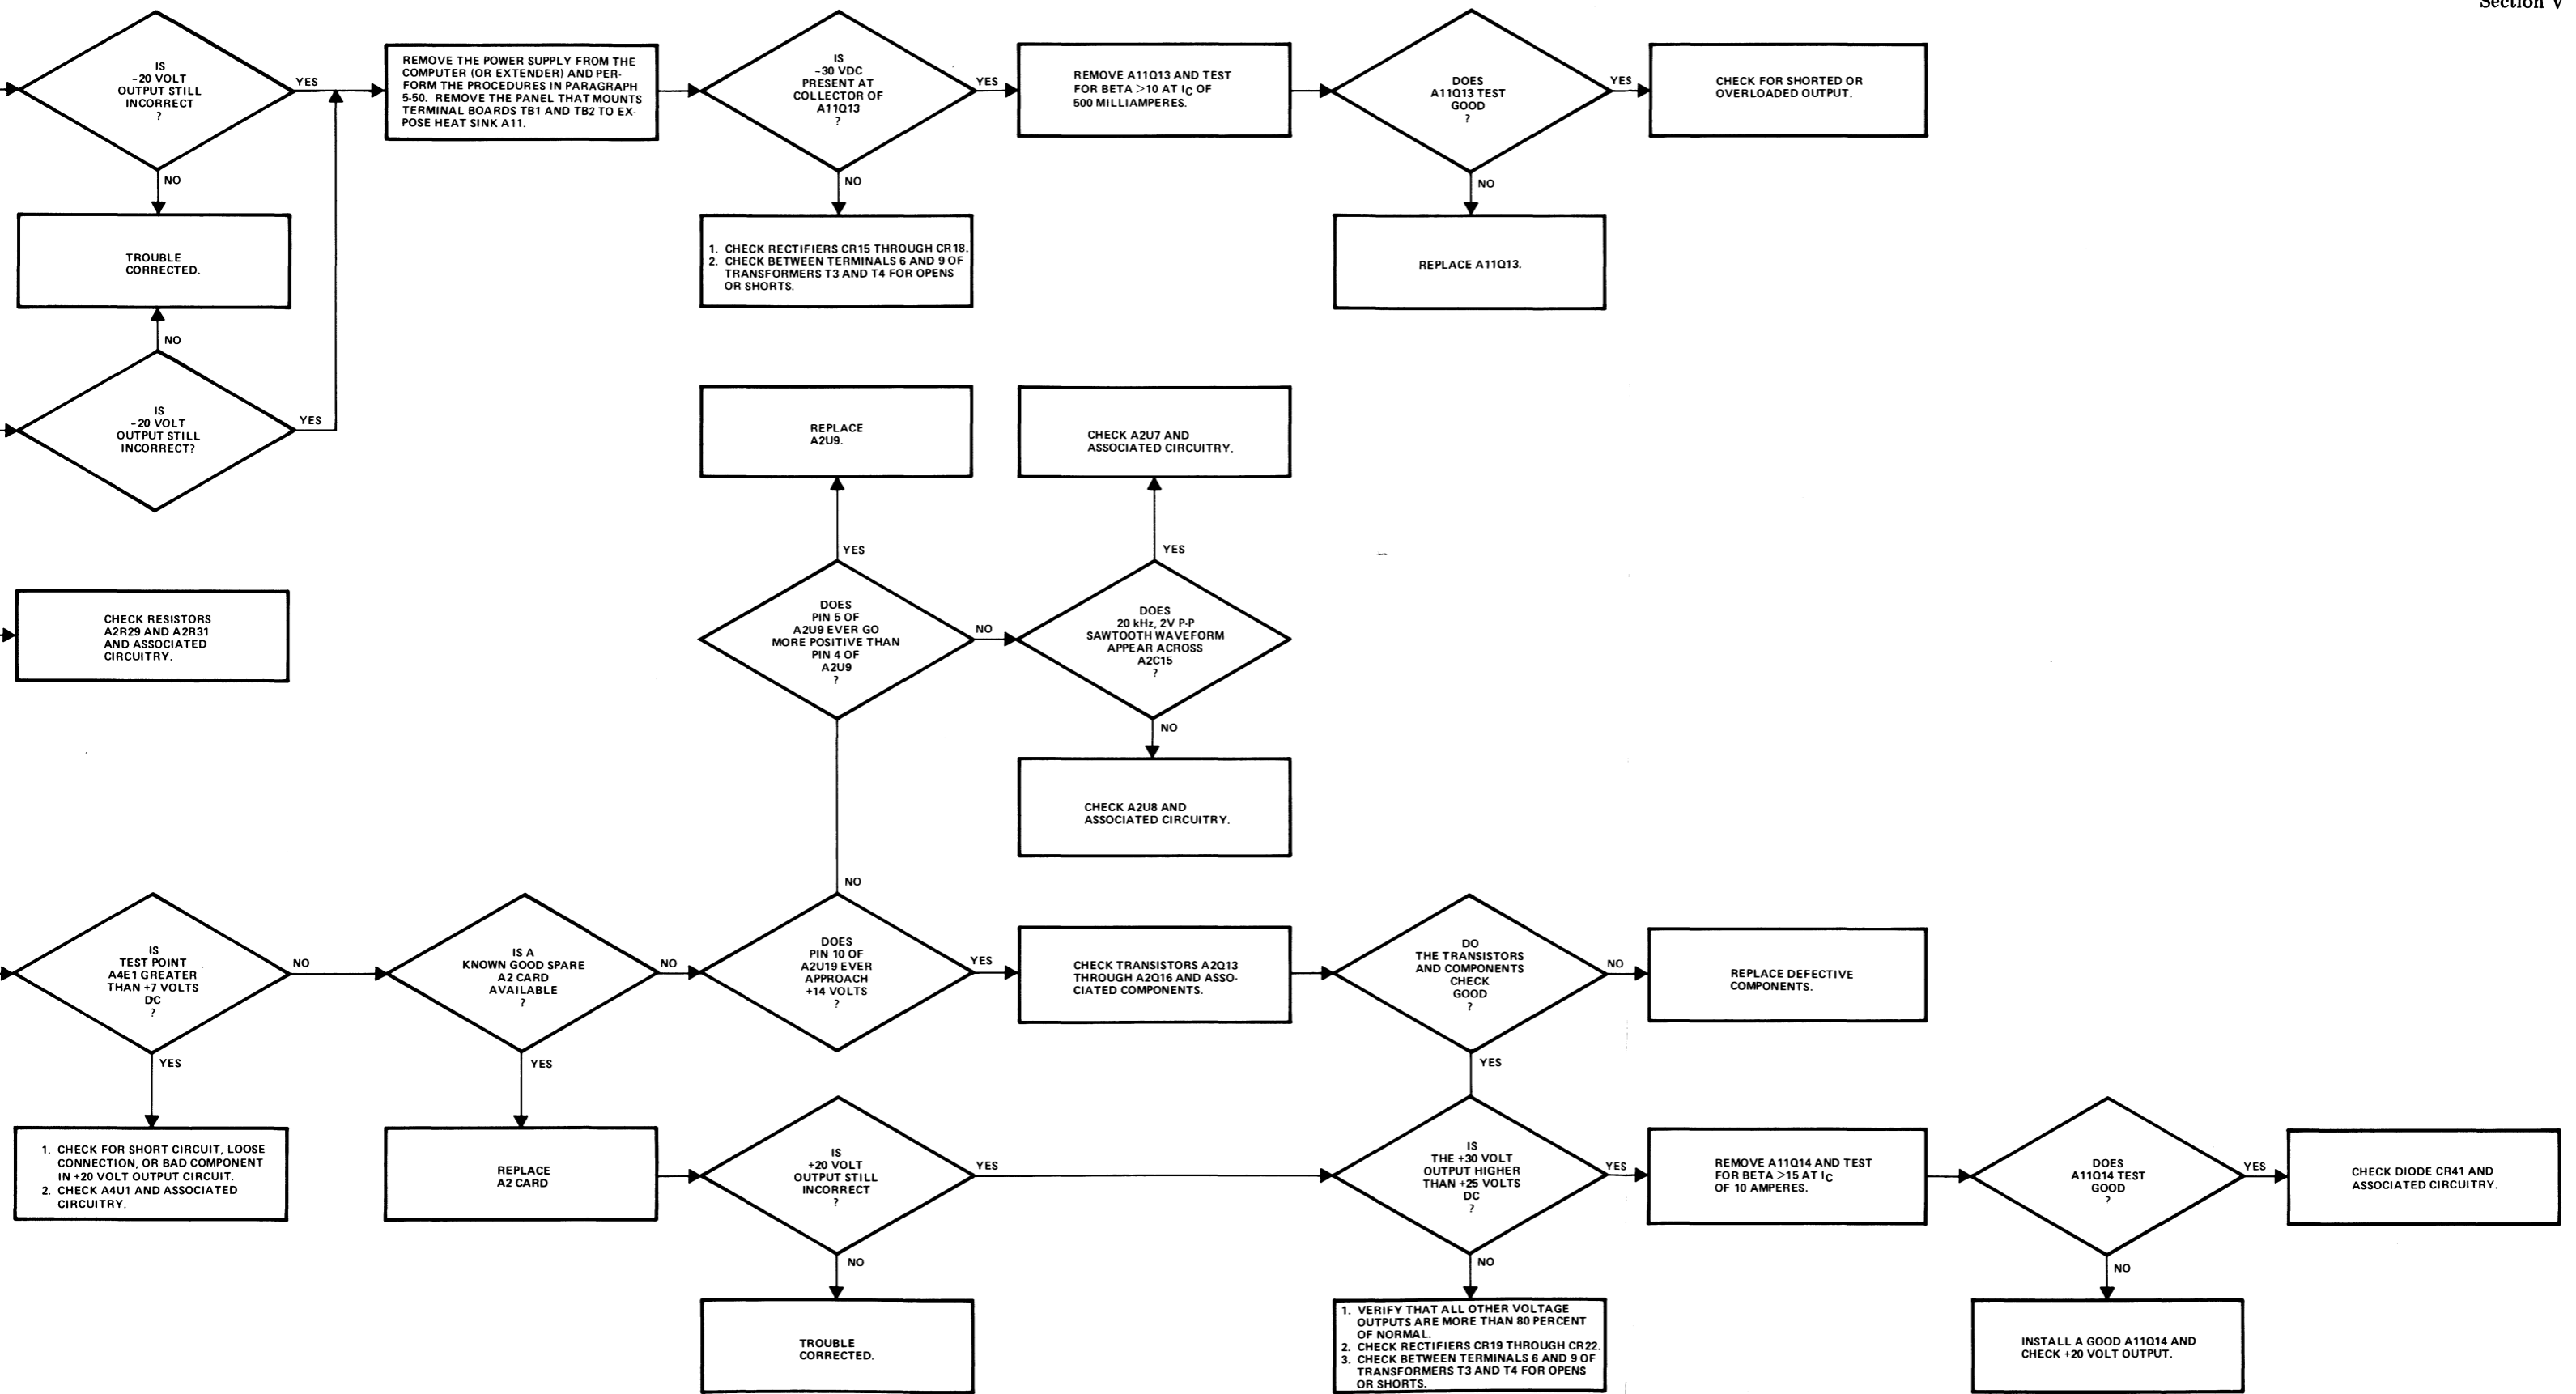 Section V
IS
-20 VOLT
OUTPUT STILL
INCORRECT
?
YES
NO
REMOVE THE POWER SUPPLY FROM THE
COMPUTER (OR EXTENDER) AND PER-
FORM THE PROCEDURES IN PARAGRAPH
5-50. REMOVE THE PANEL THAT MOUNTS
TERMINAL BOARDS TB1 AND TB2 TO EX-
POSE HEAT SINK A11.
IS
-30 VDC
PRESENT AT
COLLECTOR OF
A11Q13
?
YES
NO
REMOVE A11Q13 AND TEST
FOR BETA >10 AT IC OF
500 MILLIAMPERES.
DOES
A11Q13 TEST
GOOD
?
YES
NO
CHECK FOR SHORTED OR
OVERLOADED OUTPUT.
TROUBLE
CORRECTED.
1. CHECK RECTIFIERS CR15 THROUGH CR18.
2. CHECK BETWEEN TERMINALS 6 AND 9 OF
TRANSFORMERS T3 AND T4 FOR OPENS
OR SHORTS.
REPLACE A11Q13.
NO
IS
-20 VOLT
OUTPUT STILL
INCORRECT?
YES
REPLACE
A2U9.
CHECK A2U7 AND
ASSOCIATED CIRCUITRY.
YES
YES
CHECK RESISTORS
A2R29 AND A2R31
AND ASSOCIATED
CIRCUITRY.
DOES
PIN 5 OF
A2U9 EVER GO
MORE POSITIVE THAN
PIN 4 OF
A2U9
?
NO
DOES
20 kHz, 2V P-P
SAWTOOTH WAVEFORM
APPEAR ACROSS
A2C15
?
NO
CHECK A2U8 AND
ASSOCIATED CIRCUITRY.
NO
IS
TEST POINT
A4E1 GREATER
THAN +7 VOLTS
DC
?
NO
YES
IS A
KNOWN GOOD SPARE
A2 CARD
AVAILABLE
?
NO
YES
DOES
PIN 10 OF
A2U19 EVER
APPROACH
+14 VOLTS
?
YES
CHECK TRANSISTORS A2Q13
THROUGH A2Q16 AND ASSO-
CIATED COMPONENTS.
DO
THE TRANSISTORS
AND COMPONENTS
CHECK
GOOD
?
NO
YES
REPLACE DEFECTIVE
COMPONENTS.
1. CHECK FOR SHORT CIRCUIT, LOOSE
CONNECTION, OR BAD COMPONENT
IN +20 VOLT OUTPUT CIRCUIT.
2. CHECK A4U1 AND ASSOCIATED
CIRCUITRY.
REPLACE
A2 CARD
IS
+20 VOLT
OUTPUT STILL
INCORRECT
?
YES
NO
IS
THE +30 VOLT
OUTPUT HIGHER
THAN +25 VOLTS
DC
?
YES
NO
REMOVE A11Q14 AND TEST
FOR BETA >15 AT IC
OF 10 AMPERES.
DOES
A11Q14 TEST
GOOD
?
YES
NO
CHECK DIODE CR41 AND
ASSOCIATED CIRCUITRY.
TROUBLE
CORRECTED.
1. VERIFY THAT ALL OTHER VOLTAGE
OUTPUTS ARE MORE THAN 80 PERCENT
OF NORMAL.
2. CHECK RECTIFIERS CR19 THROUGH CR22.
3. CHECK BETWEEN TERMINALS 6 AND 9 OF
TRANSFORMERS T3 AND T4 FOR OPENS
OR SHORTS.
INSTALL A GOOD A11Q14 AND
CHECK +20 VOLT OUTPUT.